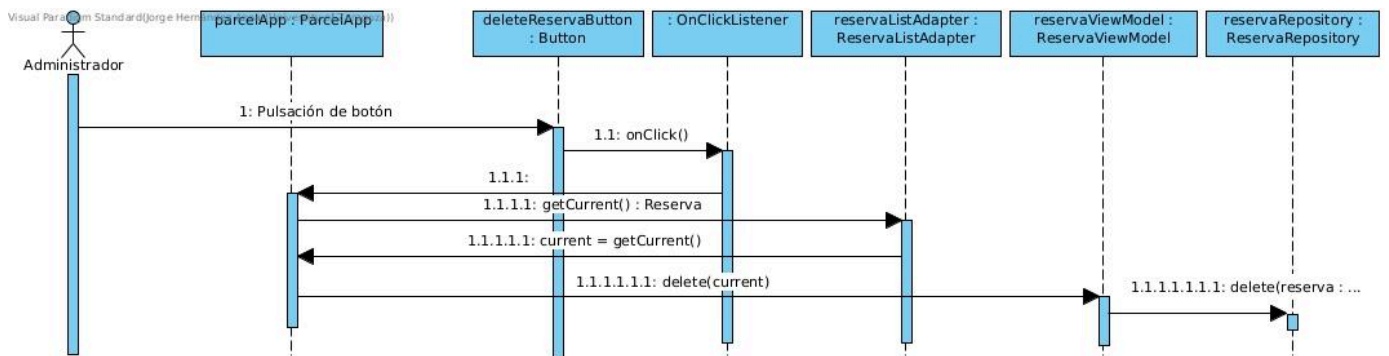 Visual Paradigm Standard(Jorge Hernández
parcelApp : ParcelApp
deleteReservaButton
: Button
: OnClickListener
reservaListAdapter :
ReservaListAdapter
reservaViewModel :
ReservaViewModel
reservaRepository :
ReservaRepository
Administrador
1: Pulsación de botón
1.1: onClick()
1.1.1:
1.1.1.1: getCurrent() : Reserva
1.1.1.1.1: current = getCurrent()
1.1.1.1.1.1: delete(current)
1.1.1.1.1.1.1: delete(reserva : ...